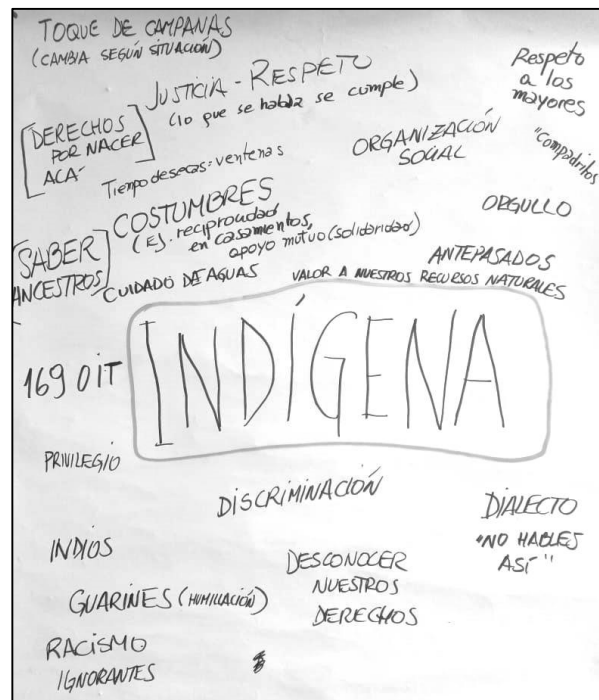 TOQUE DE CAMPANAS
(CAMBIA SEGÚN SITUACIÓN)
JUSTICIA - RESPETO
(lo que se habla se cumple)
Respeto
a los
mayores
"Compadritos
[DERECHOS
POR NACER
ACÁ]
Tiempo de secas = ventenas
ORGANIZACIÓN
SOCIAL
ORGULLO
[SABER
ANCESTROS]
COSTUMBRES
(Ej. reciprocidad
en casamientos,
apoyo mutuo (solidaridad)
ANTEPASADOS
CUIDADO DE AGUAS
VALOR A NUESTROS RECURSOS NATURALES
169 OIT
INDÍGENA
PRIVILEGIO
DISCRIMINACIÓN
DIALECTO
"NO HABLES
ASÍ"
INDIOS
DESCONOCER
NUESTROS
DERECHOS
GUARINES (HUMILLACIÓN)
RACISMO
IGNORANTES